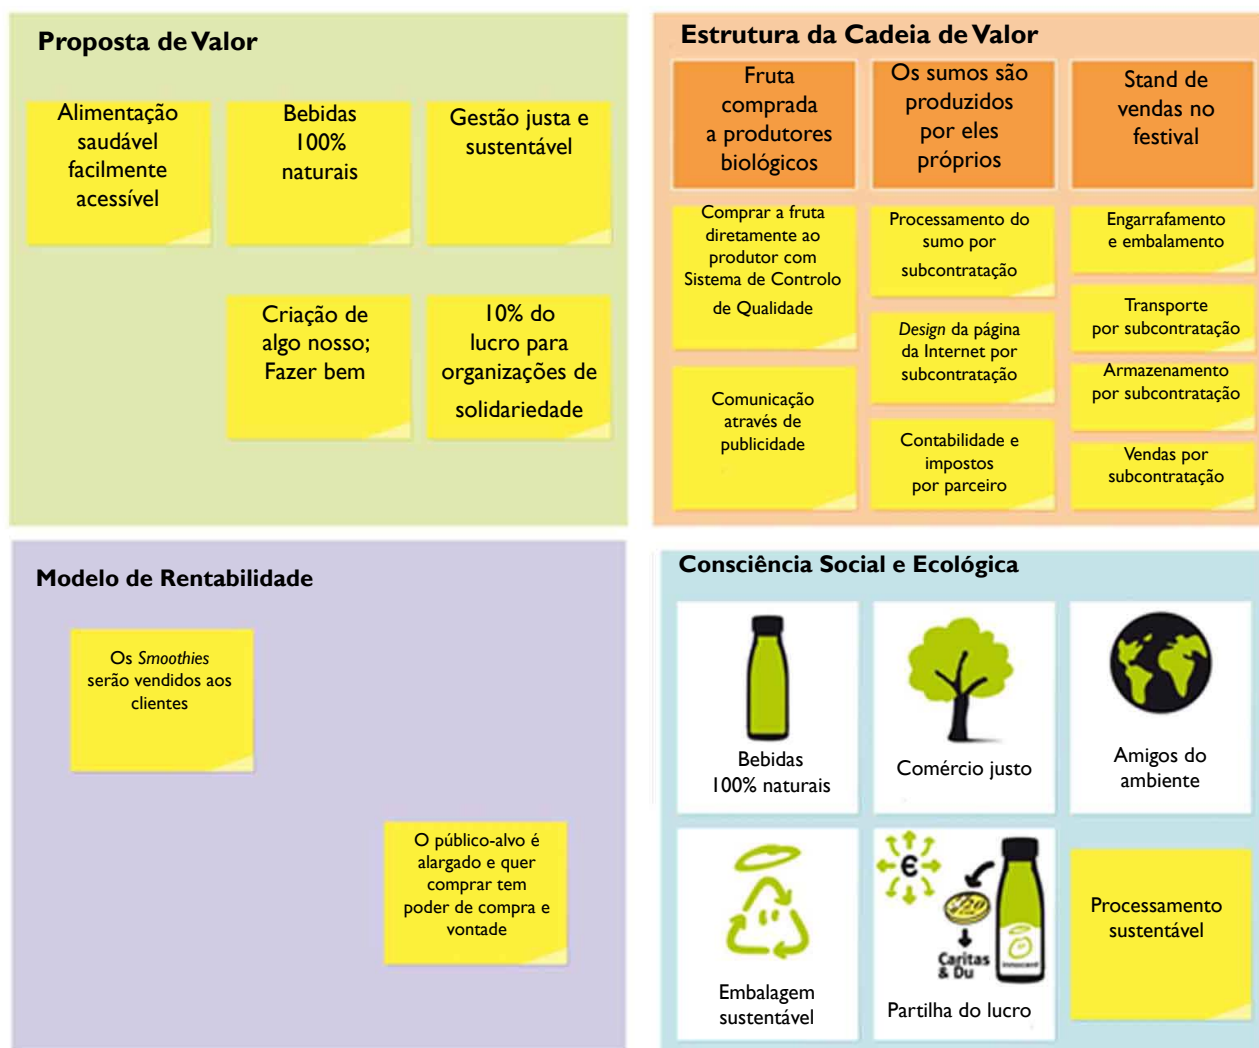 Proposta de Valor
Alimentação
saudável
facilmente
acessível
Bebidas
100%
naturais
Gestão justa e
sustentável
Criação de
algo nosso;
Fazer bem
10% do
lucro para
organizações de
solidariedade
Estrutura da Cadeia de Valor
Fruta
comprada
a produtores
biológicos
Os sumos são
produzidos
por eles
próprios
Stand de
vendas no
festival
Comprar a fruta
diretamente ao
produtor com
Sistema de Controlo
de Qualidade
Comunicação
através de
publicidade
Processamento do
sumo por
subcontratação
Design da página
da Internet por
subcontratação
Contabilidade e
impostos
por parceiro
Engarrafamento
e embalamento
Transporte
por subcontratação
Armazenamento
por subcontratação
Vendas por
subcontratação
Modelo de Rentabilidade
Os Smoothies
serão vendidos aos
clientes
O público-alvo é
alargado e quer
comprar tem
poder de compra e
vontade
Consciência Social e Ecológica
Bebidas
100% naturais
Comércio justo
Amigos do
ambiente
Embalagem
sustentável
€
Caritas
& Du
innocent
Partilha do lucro
Processamento
sustentável